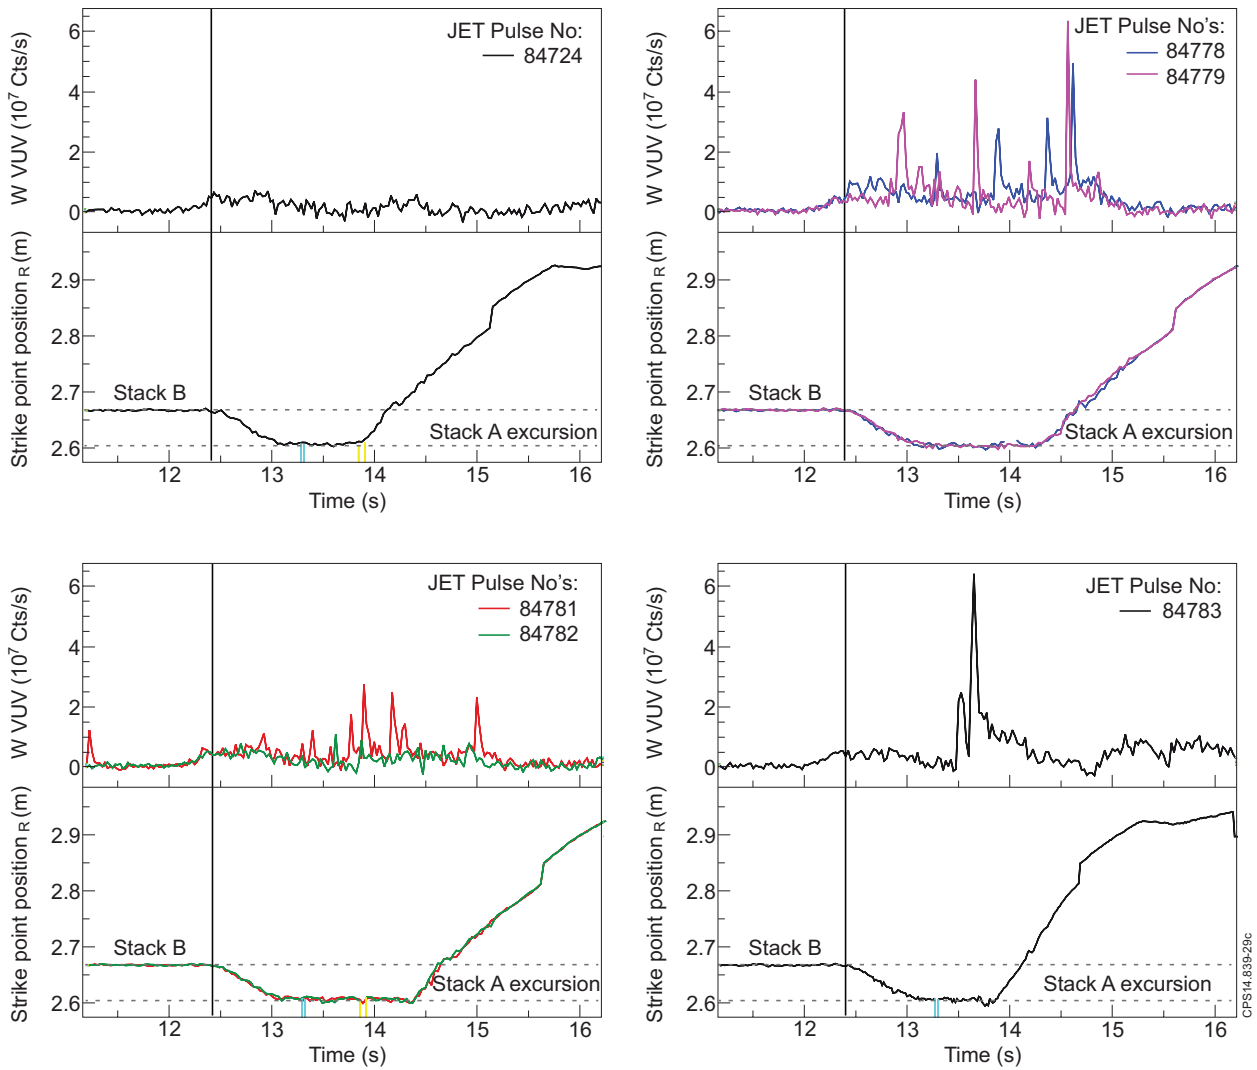 JET Pulse No:
84724
W VUV (10⁷ Cts/s)
6
4
2
0
Strike point position R (m)
2.9
2.8
2.7
2.6
Stack B
Stack A excursion
12 13 14 15 16
Time (s)
JET Pulse No's:
84778
84779
W VUV (10⁷ Cts/s)
6
4
2
0
Strike point position R (m)
2.9
2.8
2.7
2.6
Stack B
Stack A excursion
12 13 14 15 16
Time (s)
JET Pulse No's:
84781
84782
W VUV (10⁷ Cts/s)
6
4
2
0
Strike point position R (m)
2.9
2.8
2.7
2.6
Stack B
Stack A excursion
12 13 14 15 16
Time (s)
JET Pulse No:
84783
W VUV (10⁷ Cts/s)
6
4
2
0
Strike point position R (m)
2.9
2.8
2.7
2.6
Stack B
Stack A excursion
12 13 14 15 16
Time (s)
CPS14.839-29c